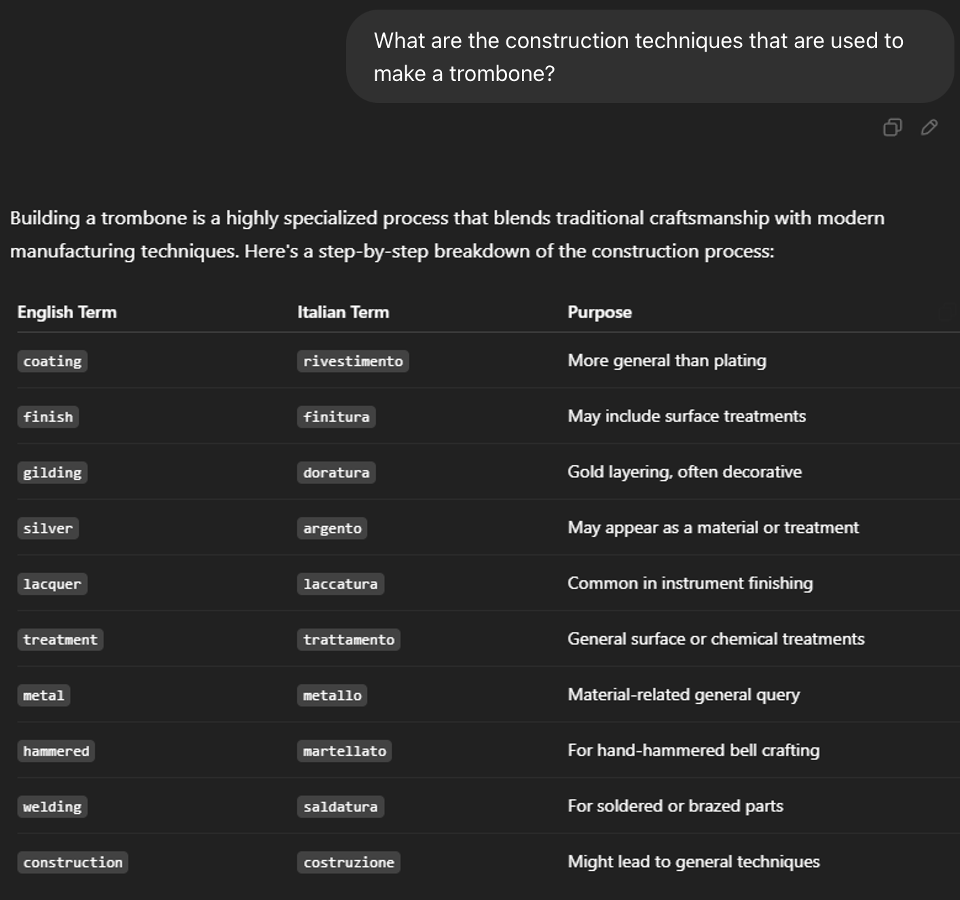 What are the construction techniques that are used to
make a trombone?
Building a trombone is a highly specialized process that blends traditional craftsmanship with modern
manufacturing techniques. Here's a step-by-step breakdown of the construction process:
English Term Italian Term Purpose
coating rivestimento More general than plating
finish finitura May include surface treatments
gilding doratura Gold layering, often decorative
silver argento May appear as a material or treatment
lacquer laccatura Common in instrument finishing
treatment trattamento General surface or chemical treatments
metal metallo Material-related general query
hammered martellato For hand-hammered bell crafting
welding saldatura For soldered or brazed parts
construction costruzione Might lead to general techniques